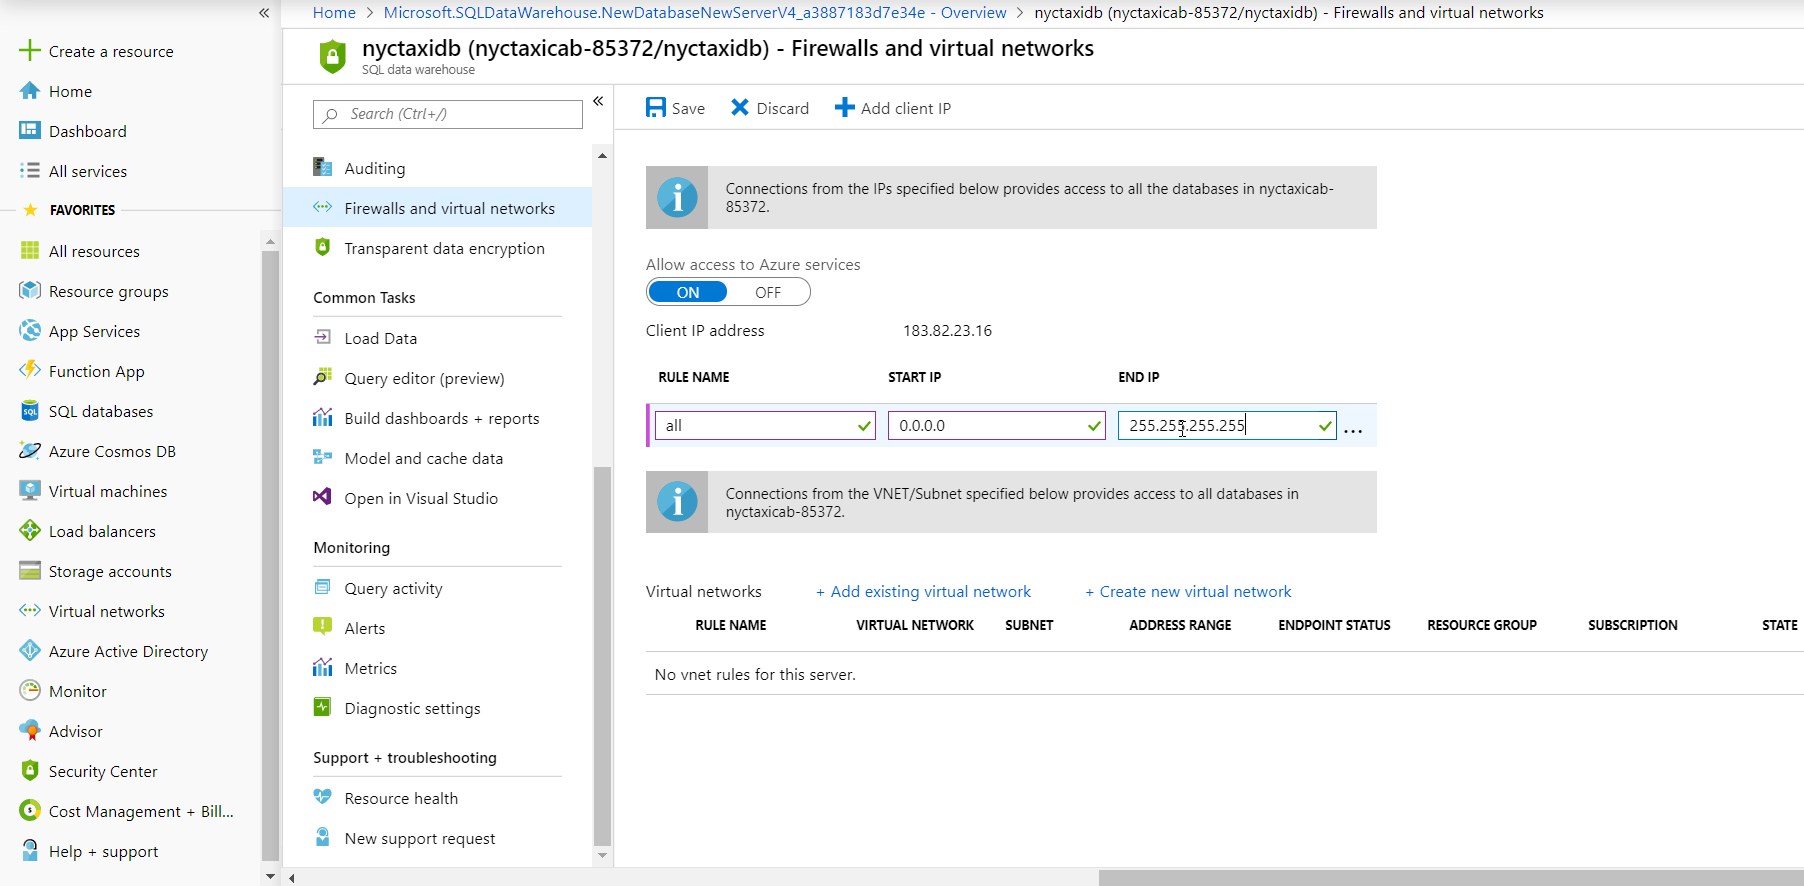 Home > Microsoft.SQLDataWarehouse.NewDatabaseNewServerV4_a3887183d7e34e - Overview > nyctaxidb (nyctaxicab-85372/nyctaxidb) - Firewalls and virtual networks
Create a resource
Home
Dashboard
All services
FAVORITES
All resources
Resource groups
App Services
Function App
SQL databases
Azure Cosmos DB
Virtual machines
Load balancers
Storage accounts
Virtual networks
Azure Active Directory
Monitor
Advisor
Security Center
Cost Management + Bill...
Help + support
nyctaxidb (nyctaxicab-85372/nyctaxidb) - Firewalls and virtual networks
SQL data warehouse
Search (Ctrl+/)
Auditing
Firewalls and virtual networks
Transparent data encryption
Common Tasks
Load Data
Query editor (preview)
Build dashboards + reports
Model and cache data
Open in Visual Studio
Monitoring
Query activity
Alerts
Metrics
Diagnostic settings
Support + troubleshooting
Resource health
New support request
Save Discard Add client IP
Connections from the IPs specified below provides access to all the databases in nyctaxicab-
85372.
Allow access to Azure services
ON OFF
Client IP address 183.82.23.16
RULE NAME START IP END IP
all 0.0.0.0 255.255.255.255 ...
Connections from the VNET/Subnet specified below provides access to all databases in
nyctaxicab-85372.
Virtual networks + Add existing virtual network + Create new virtual network
RULE NAME VIRTUAL NETWORK SUBNET ADDRESS RANGE ENDPOINT STATUS RESOURCE GROUP SUBSCRIPTION STATE
No vnet rules for this server.